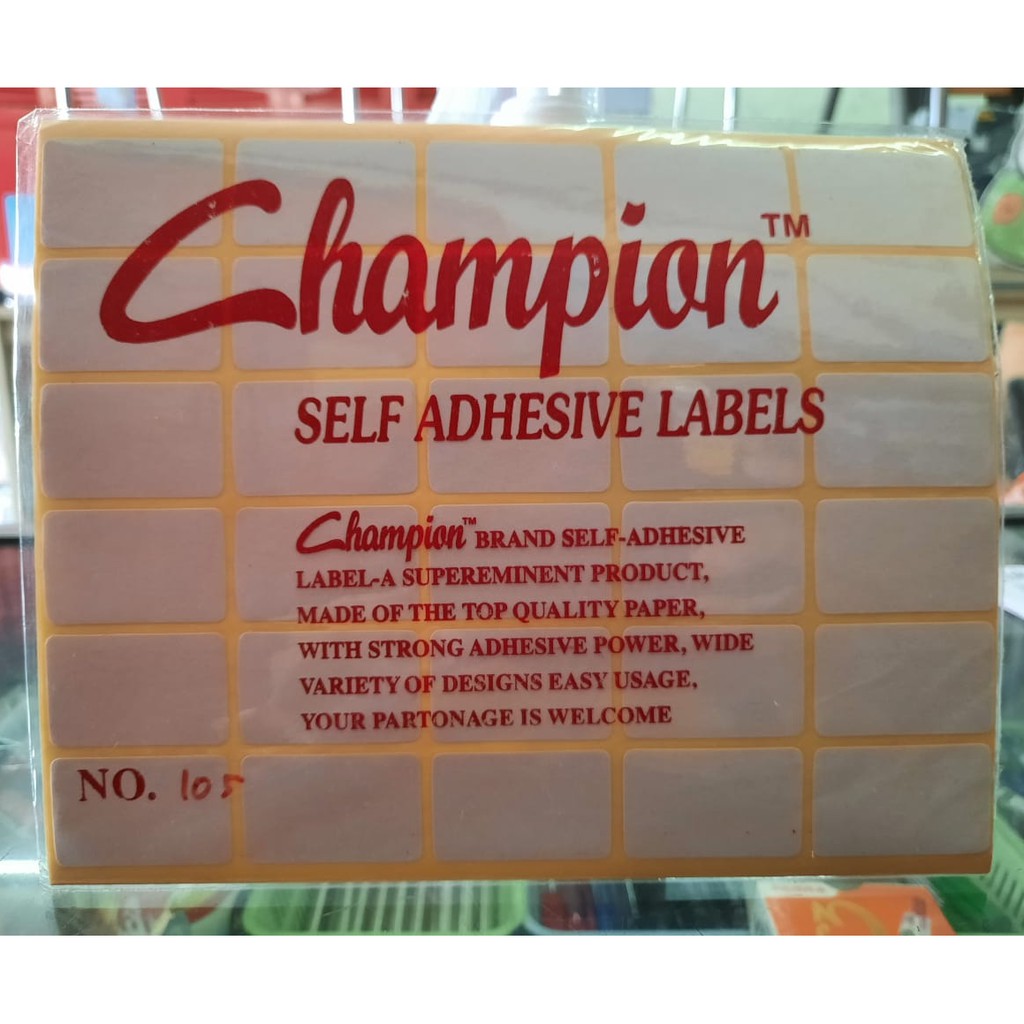 Champion™
SELF ADHESIVE LABELS
Champion™ BRAND SELF-ADHESIVE
LABEL-A SUPEREMINENT PRODUCT,
MADE OF THE TOP QUALITY PAPER,
WITH STRONG ADHESIVE POWER, WIDE
VARIETY OF DESIGNS EASY USAGE,
YOUR PARTONAGE IS WELCOME
NO. 105